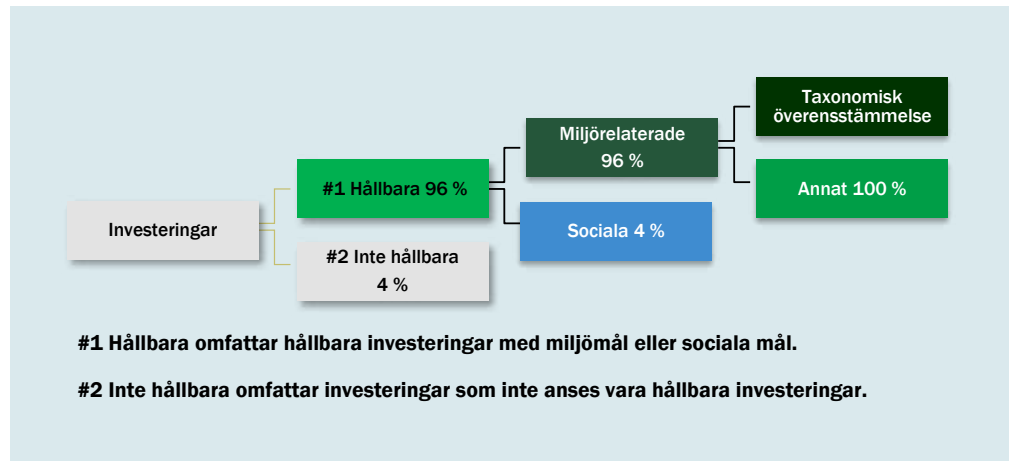 Investeringar
#1 Hållbara 96 %
#2 Inte hållbara
4 %
Miljörelaterade
96 %
Sociala 4 %
Taxonomisk
överensstämmelse
Annat 100 %
#1 Hållbara omfattar hållbara investeringar med miljömål eller sociala mål.
#2 Inte hållbara omfattar investeringar som inte anses vara hållbara investeringar.